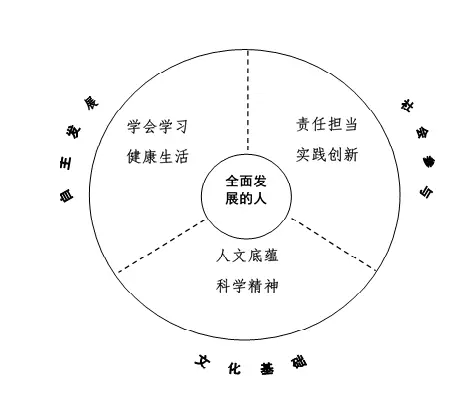 自主发展
社会参与
学会学习
健康生活
责任担当
实践创新
全面发
展的人
人文底蕴
科学精神
文化基础